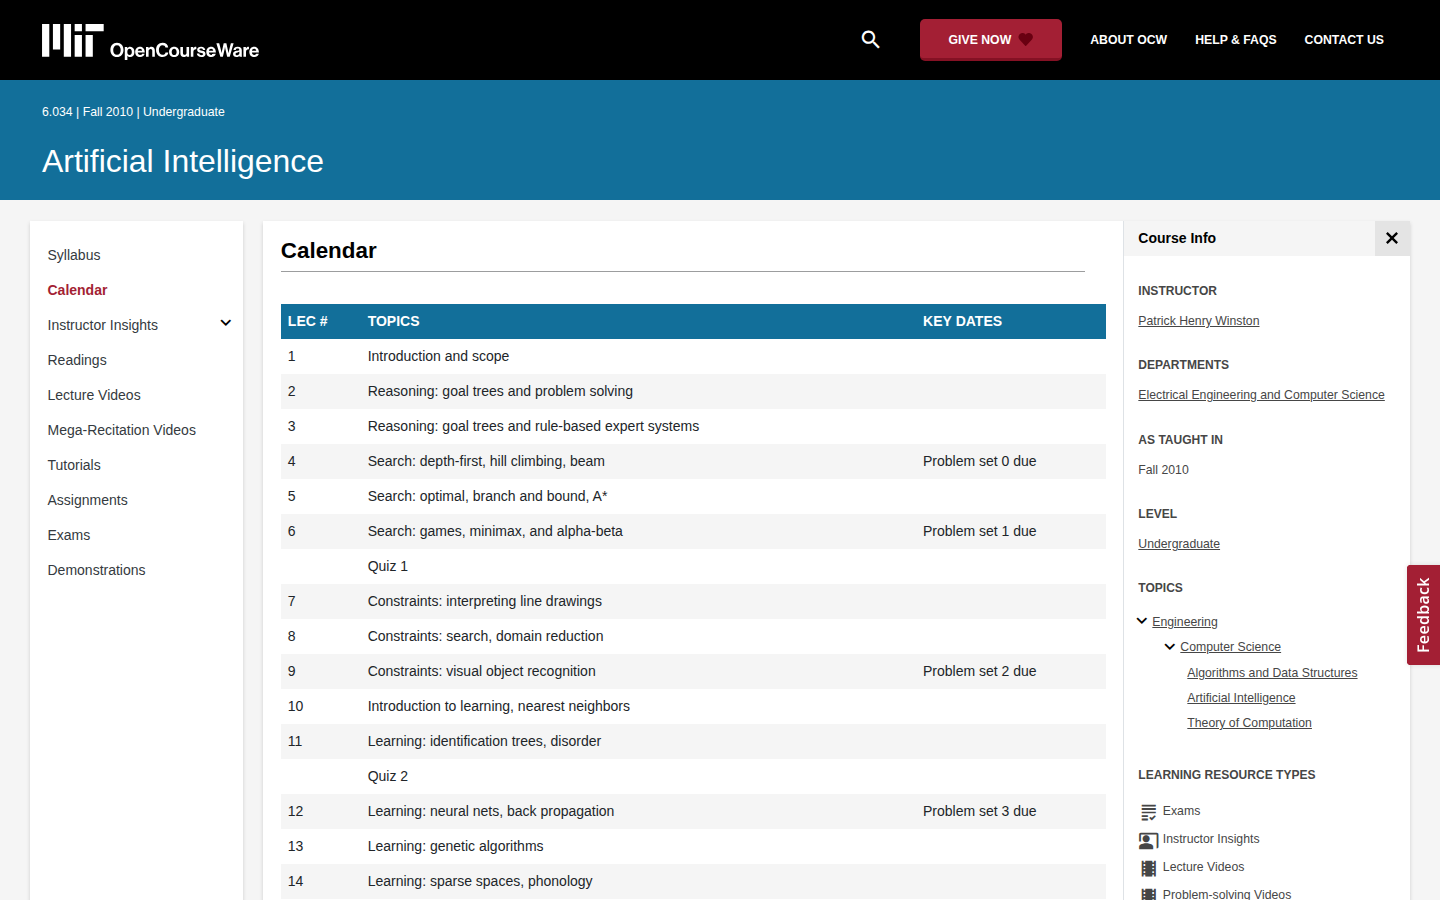 MIT OpenCourseWare
GIVE NOW
ABOUT OCW
HELP & FAQS
CONTACT US
6.034 | Fall 2010 | Undergraduate
Artificial Intelligence
Syllabus
Calendar
Instructor Insights
Readings
Lecture Videos
Mega-Recitation Videos
Tutorials
Assignments
Exams
Demonstrations
Calendar
LEC # TOPICS KEY DATES
1 Introduction and scope
2 Reasoning: goal trees and problem solving
3 Reasoning: goal trees and rule-based expert systems
4 Search: depth-first, hill climbing, beam Problem set 0 due
5 Search: optimal, branch and bound, A*
6 Search: games, minimax, and alpha-beta Problem set 1 due
Quiz 1
7 Constraints: interpreting line drawings
8 Constraints: search, domain reduction
9 Constraints: visual object recognition Problem set 2 due
10 Introduction to learning, nearest neighbors
11 Learning: identification trees, disorder
Quiz 2
12 Learning: neural nets, back propagation Problem set 3 due
13 Learning: genetic algorithms
14 Learning: sparse spaces, phonology
Course Info
INSTRUCTOR
Patrick Henry Winston
DEPARTMENTS
Electrical Engineering and Computer Science
AS TAUGHT IN
Fall 2010
LEVEL
Undergraduate
TOPICS
Engineering
Computer Science
Algorithms and Data Structures
Artificial Intelligence
Theory of Computation
LEARNING RESOURCE TYPES
Exams
Instructor Insights
Lecture Videos
Problem-solving Videos
Feedback